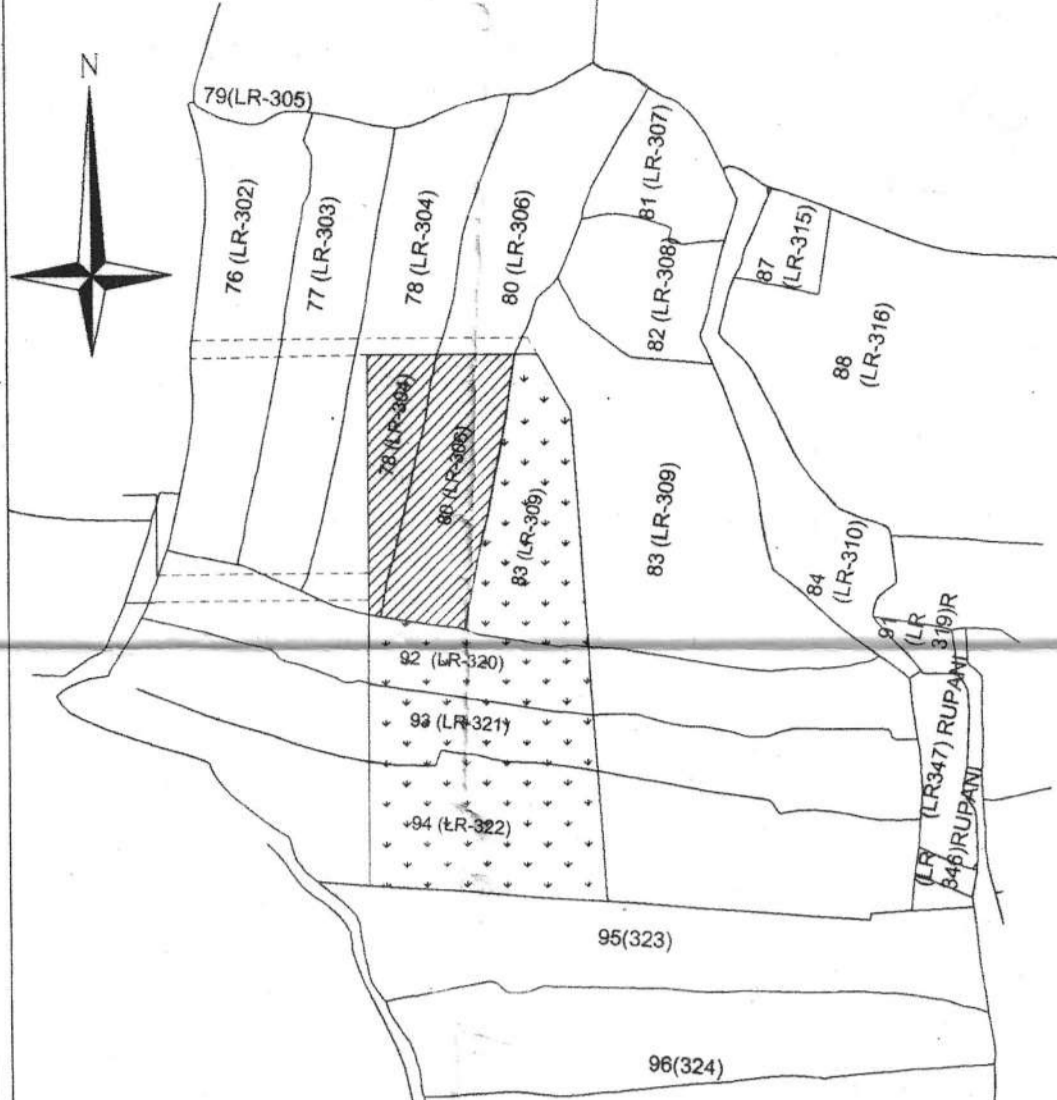 N
79(LR-305)
76 (LR-302)
77 (LR-303)
78 (LR-304)
80 (LR-306)
81 (LR-307)
82 (LR-308)
87
(LR-315)
88
(LR-316)
78 (LR-304)
80 (LR-306)
83 (LR-309)
83 (LR-309)
84
(LR-310)
91
(LR
319)R
92 (LR-320)
93 (LR-321)
94 (LR-322)
(LR347) RUPANI
(LR
346)RUPANI
95(323)
96(324)